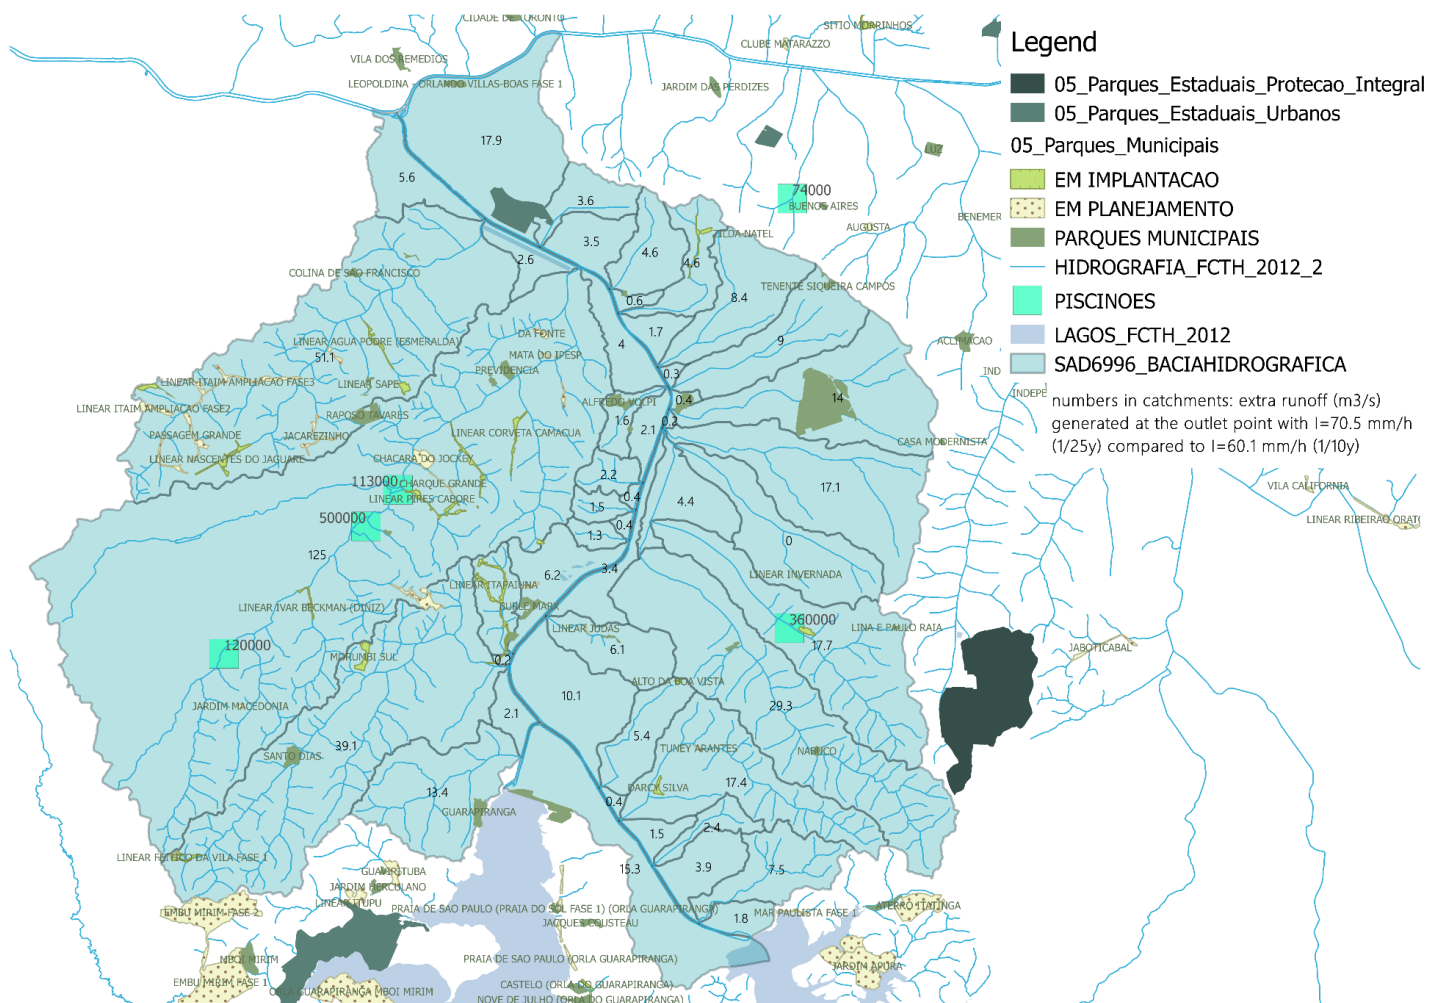 CIDADE DE TORONTO
SITIO MORRINHOS
CLUBE MATARAZZO
VILA DOS REMEDIOS
LEOPOLDINA - ORLANDO VILLAS-BOAS FASE 1
JARDIM DAS PERDIZES
17.9
LUZ
5.6
74000
BUENOS AIRES
3.6
BENEMER
AUGUSTA
ZILDA NATEL
3.5
4.6
4.6
2.6
COLINA DE SAO FRANCISCO
TENENTE SIQUEIRA CAMPOS
8.4
0.6
1.7
DA FONTE
LINEAR AGUA PODRE (ESMERALDA)
51.1
4
9
ACLIMACAO
MATA DO IPESP
PREVIDENCIA
0.3
IND
LINEAR ITAIM AMPLIACAO FASE3
LINEAR SAPE
INDEPE
ALFREDO VOLPI
0.4
14
LINEAR ITAIM AMPLIACAO FASE2
RAPOSO TAVARES
1.6
2.1
0.2
PASSAGEM GRANDE
JACAREZINHO
LINEAR CORVETA CAMACUA
CASA MODERNISTA
LINEAR NASCENTES DO JAGUARE
CHACARA DO JOCKEY
2.2
113000
CHARQUE GRANDE
LINEAR PIRES CABORE
0.4
4.4
17.1
1.5
500000
0.4
1.3
0
125
3.4
6.2
LINEAR ITAPAIUNA
LINEAR INVERNADA
LINEAR IVAR BECKMAN (DINIZ)
BURLE MARX
360000
LINEAR JUDAS
LINA E PAULO RAIA
120000
6.1
17.7
JABOTICABAL
MORUMBI SUL
0.2
ALTO DA BOA VISTA
10.1
JARDIM MACEDONIA
29.3
2.1
5.4
39.1
SANTO DIAS
TUNEY ARANTES
NABUCO
17.4
13.4
DARCY SILVA
0.4
GUARAPIRANGA
1.5
2.4
LINEAR FEITICO DA VILA FASE 1
15.3
3.9
7.5
GUAVIRITUBA
JARDIM HERCULANO
LINEAR ITUPU
EMBU MIRIM FASE 2
PRAIA DE SAO PAULO (PRAIA DO SOL FASE 1) (ORLA GUARAPIRANGA)
JACQUES COUSTEAU
1.8
MAR PAULISTA FASE 1
ATERRO ITATINGA
MBOI MIRIM
PRAIA DE SAO PAULO (ORLA GUARAPIRANGA)
JARDIM APURA
EMBU MIRIM FASE 1
ORLA GUARAPIRANGA MBOI MIRIM
CASTELO (ORLA DO GUARAPIRANGA)
NOVE DE JULHO (ORLA DO GUARAPIRANGA)
VILA CALIFORNIA
LINEAR RIBEIRAO ORATO
Legend
05_Parques_Estaduais_Protecao_Integral
05_Parques_Estaduais_Urbanos
05_Parques_Municipais
EM IMPLANTACAO
EM PLANEJAMENTO
PARQUES MUNICIPAIS
HIDROGRAFIA_FCTH_2012_2
PISCINOES
LAGOS_FCTH_2012
SAD6996_BACIAHIDROGRAFICA
numbers in catchments: extra runoff (m3/s)
generated at the outlet point with I=70.5 mm/h
(1/25y) compared to I=60.1 mm/h (1/10y)